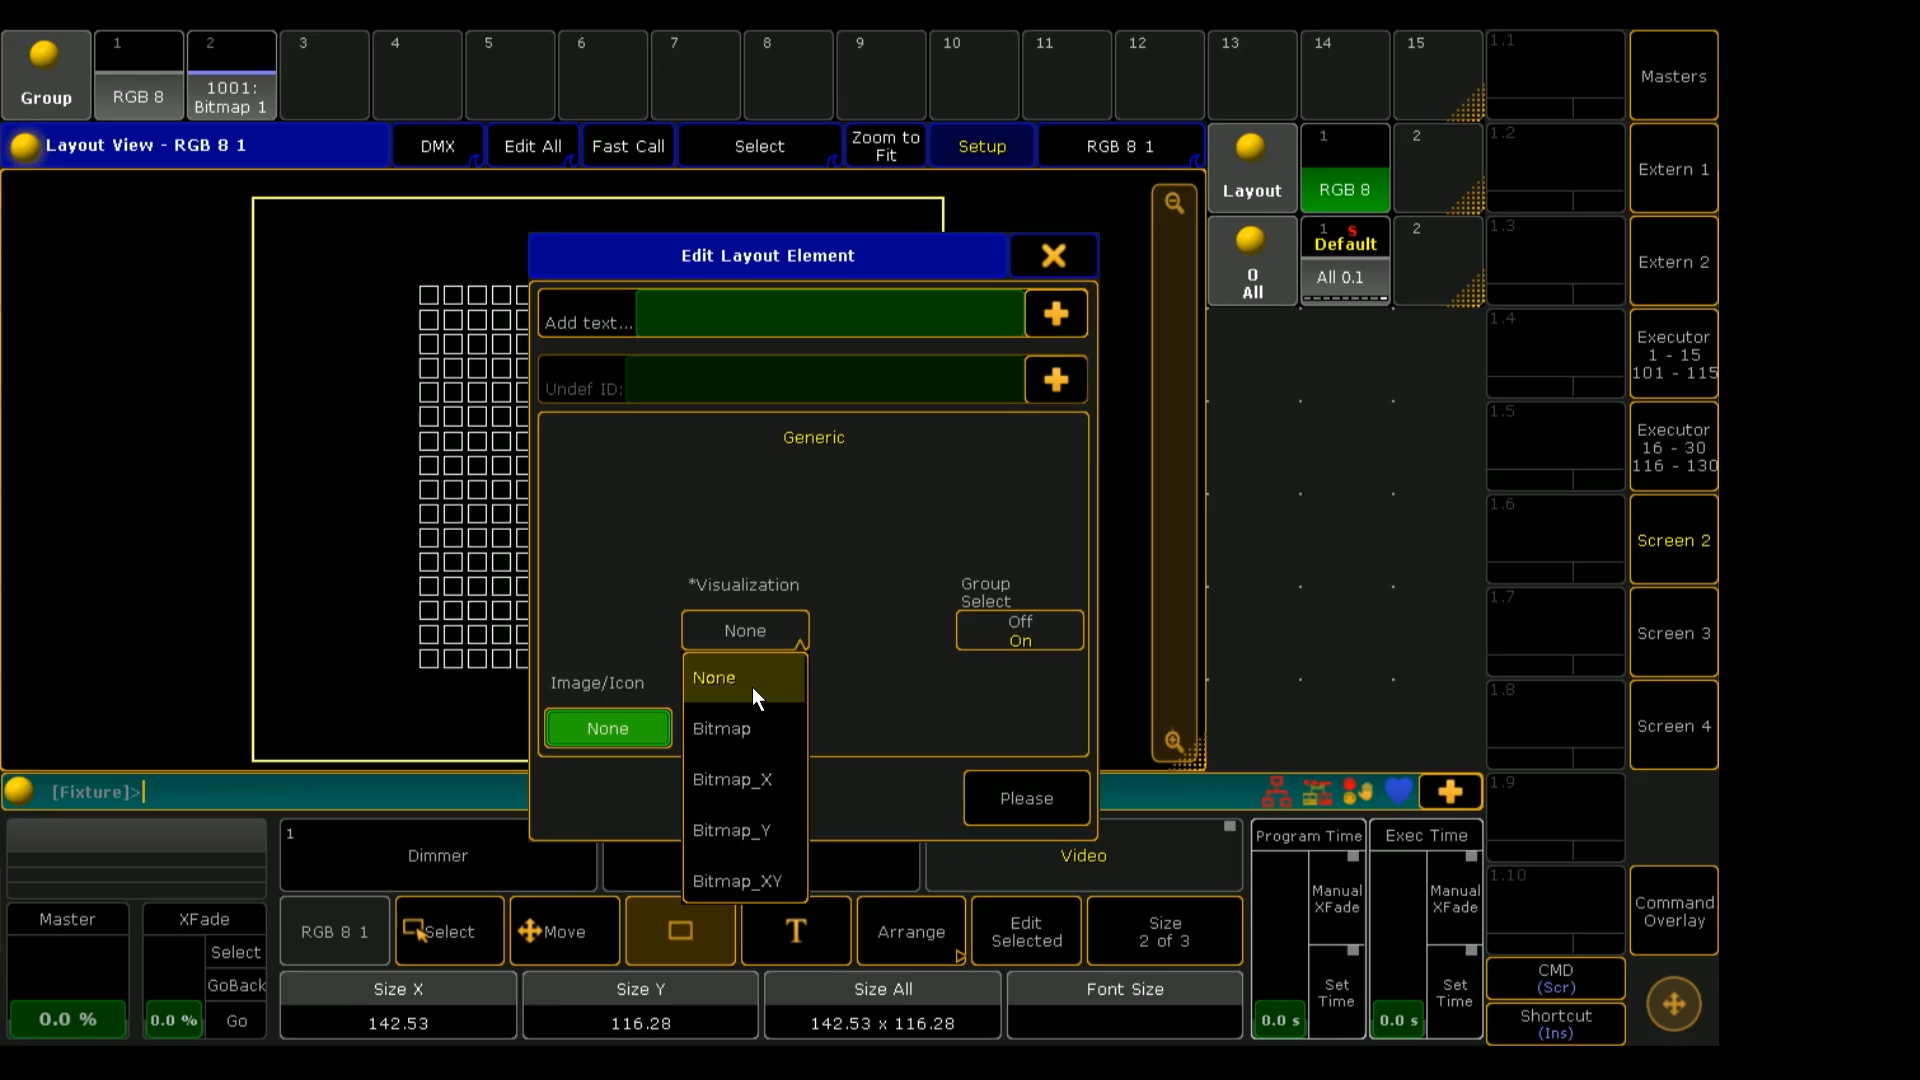 Group
1
RGB 8
2
1001:
Bitmap 1
3
4
5
6
7
8
9
10
11
12
13
14
15
1.1
Masters
Layout View - RGB 8 1
DMX
Edit All
Fast Call
Select
Zoom to
Fit
Setup
RGB 8 1
Layout
1
RGB 8
2
1.2
Extern 1
0
All
1 S
Default
All 0.1
2
1.3
Extern 2
Edit Layout Element
Add text...
Undef ID:
Generic
*Visualization
None
None
Bitmap
Bitmap_X
Bitmap_Y
Bitmap_XY
Group
Select
Off
On
Image/Icon
None
Please
1.4
Executor
1 - 15
101 - 115
1.5
Executor
16 - 30
116 - 130
1.6
Screen 2
1.7
Screen 3
1.8
Screen 4
1.9
1.10
Command
Overlay
[Fixture]>
1
Dimmer
Video
Program Time
Exec Time
Manual
XFade
Manual
XFade
Set
Time
Set
Time
0.0 s
0.0 s
Master
0.0 %
XFade
Select
GoBack
0.0 %
Go
RGB 8 1
Select
Move
T
Arrange
Edit
Selected
Size
2 of 3
Size X
142.53
Size Y
116.28
Size All
142.53 x 116.28
Font Size
CMD
(Scr)
Shortcut
(Ins)